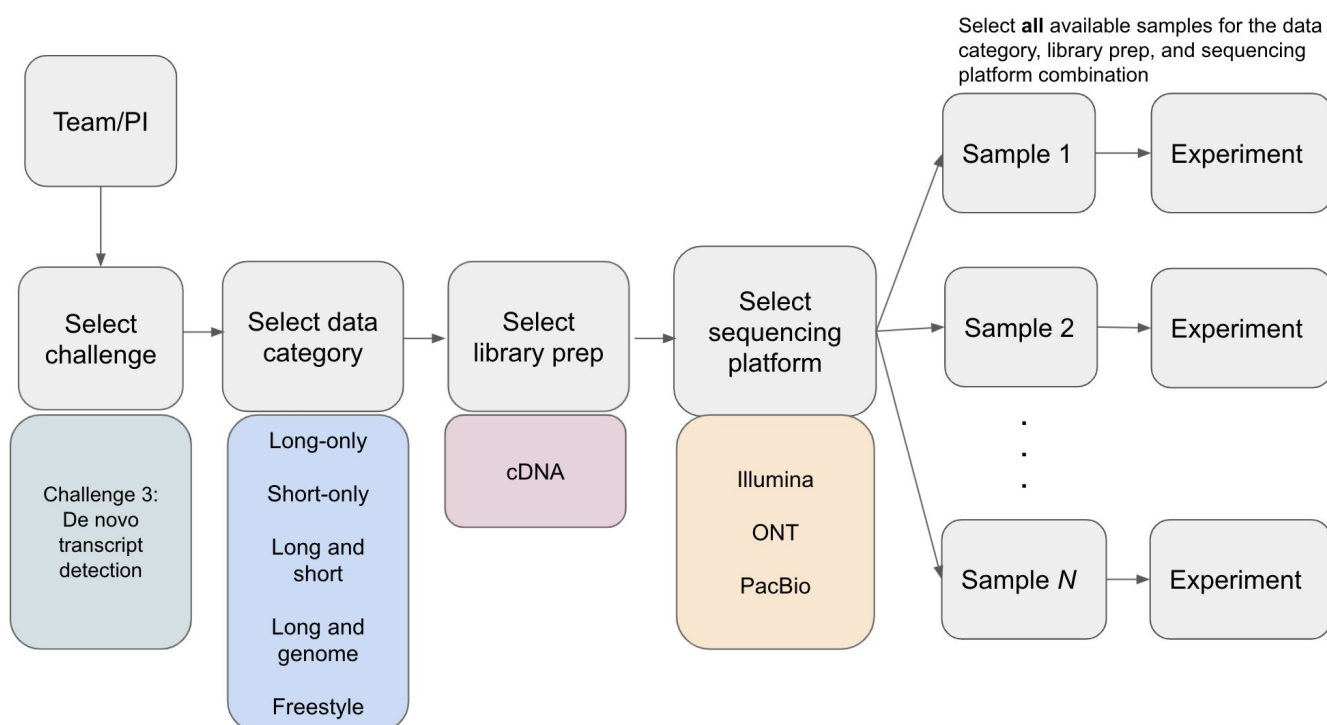 Select all available samples for the data
category, library prep, and sequencing
platform combination
Team/PI
Sample 1
Experiment
Select
challenge
Select data
category
Select
library prep
Select
sequencing
platform
Sample 2
Experiment
.
.
.
Challenge 3:
De novo
transcript
detection
Long-only
Short-only
Long and
short
Long and
genome
Freestyle
cDNA
Illumina
ONT
PacBio
Sample N
Experiment